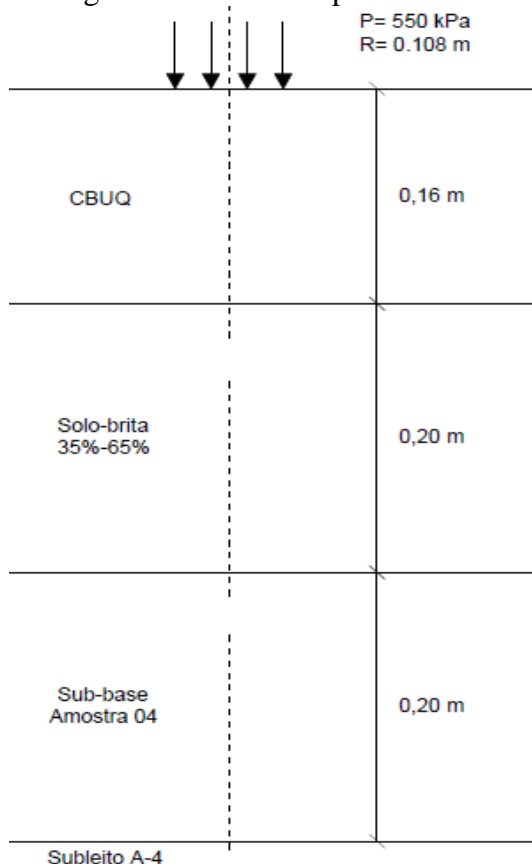 P= 550 kPa
R= 0.108 m
CBUQ
0,16 m
Solo-brita
35%-65%
0,20 m
Sub-base
Amostra 04
0,20 m
Subleito A-4